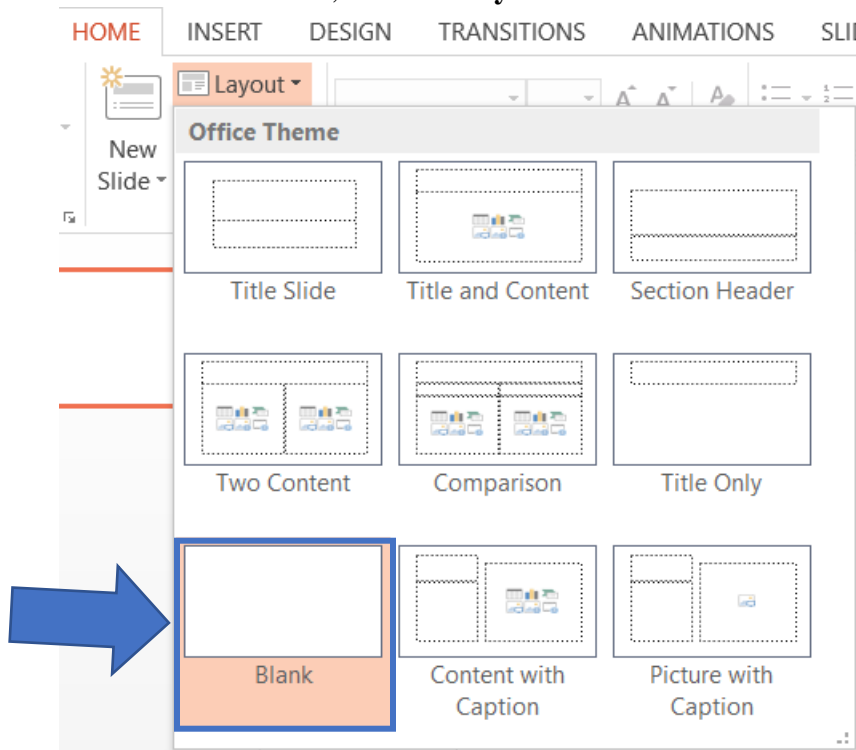 HOME INSERT DESIGN TRANSITIONS ANIMATIONS
Layout
New
Slide
Office Theme
Title Slide Title and Content Section Header
Two Content Comparison Title Only
Blank Content with Caption Picture with Caption